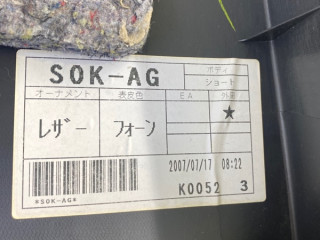 SOK-AG
ボディ
ショート
オーナメント 表皮色 EA
レザー フォーン ★
2007/07/17 08:22
K0052 3
*SOK-AG*